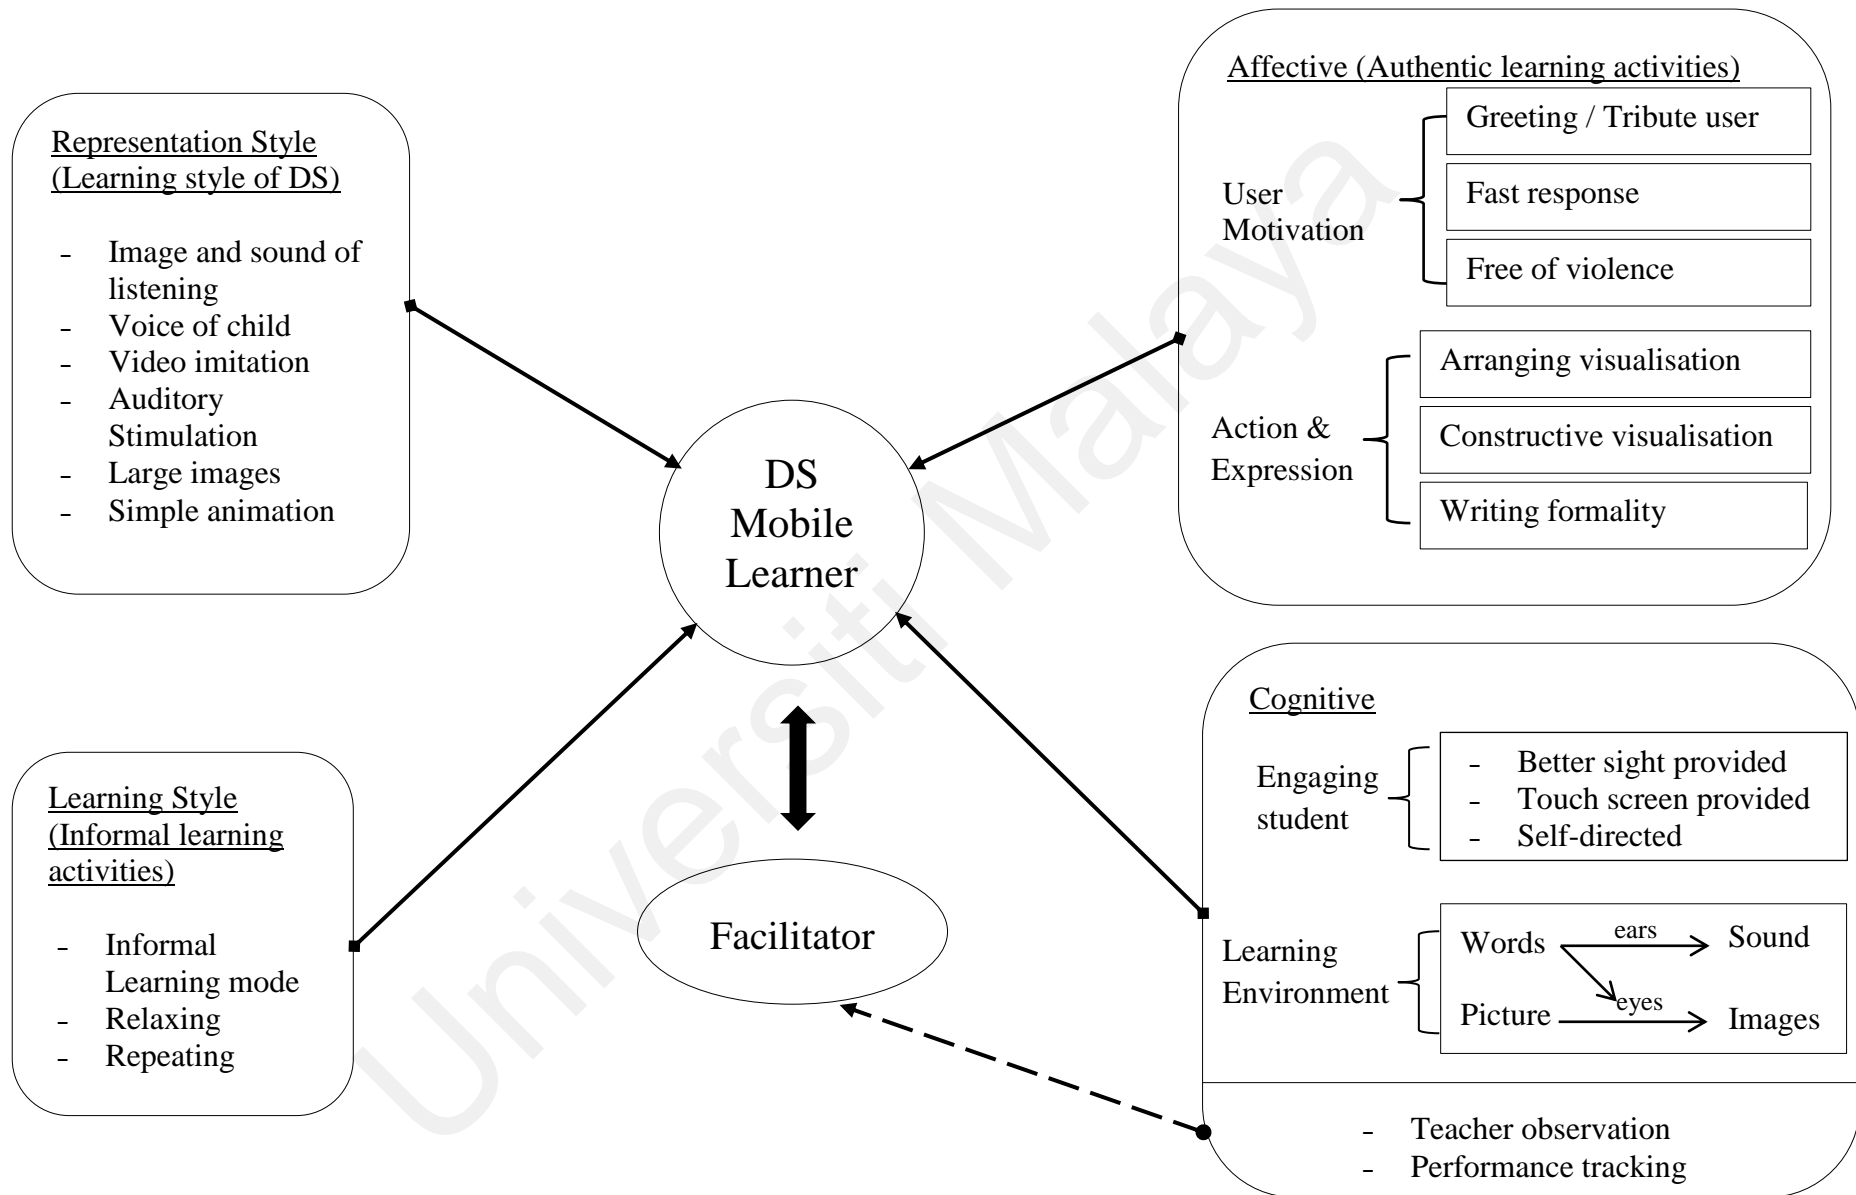 Representation Style
(Learning style of DS)
- Image and sound of
listening
- Voice of child
- Video imitation
- Auditory
Stimulation
- Large images
- Simple animation
Learning Style
(Informal learning
activities)
- Informal
Learning mode
- Relaxing
- Repeating
DS
Mobile
Learner
Facilitator
Affective (Authentic learning activities)
User
Motivation
Greeting / Tribute user
Fast response
Free of violence
Action &
Expression
Arranging visualisation
Constructive visualisation
Writing formality
Cognitive
Engaging
student
- Better sight provided
- Touch screen provided
- Self-directed
Learning
Environment
Words ears Sound
eyes
Picture Images
- Teacher observation
- Performance tracking
Universiti Malaya